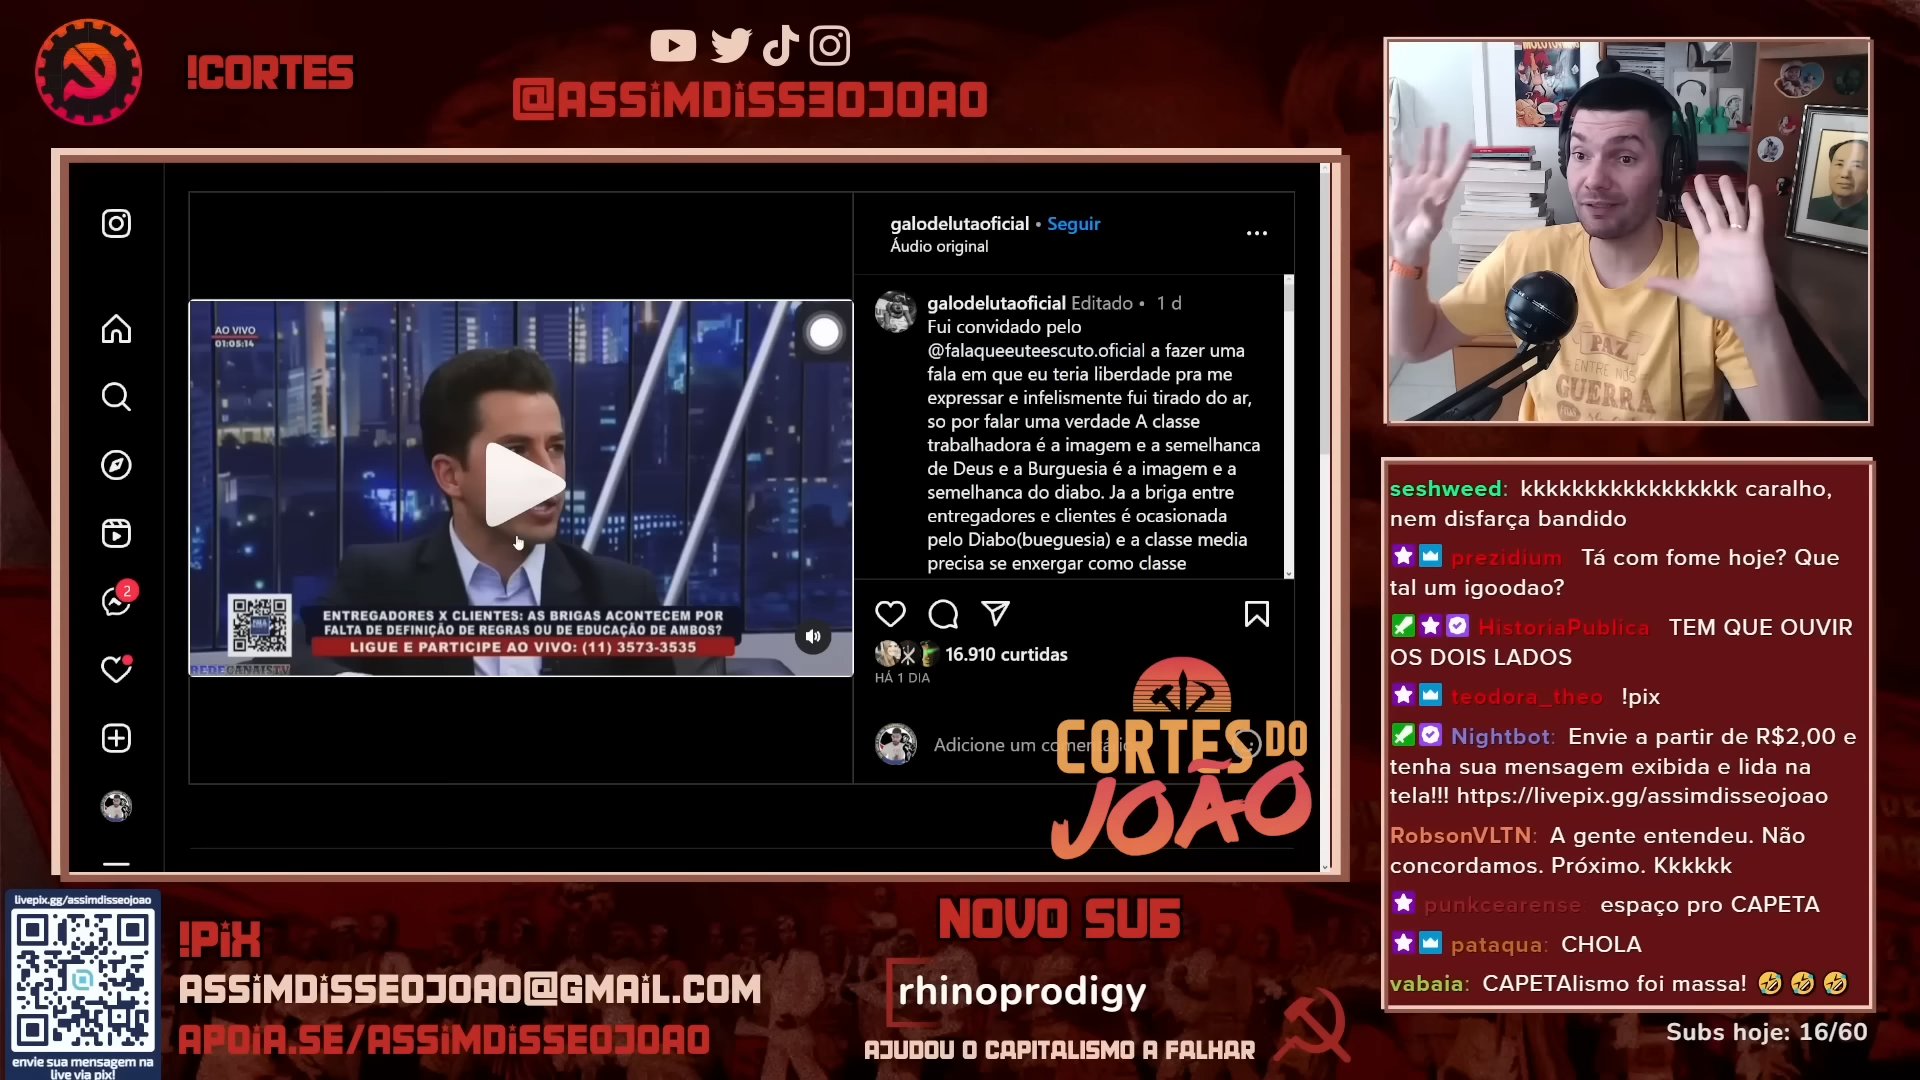 !CORTES
@ASSIMDISSEOJOAO
galodelutaoficial • Seguir
Áudio original
galodelutaoficial Editado • 1 d
Fui convidado pelo
@falaqueeuteescuto.oficial a fazer uma
fala em que eu teria liberdade pra me
expressar e infelismente fui tirado do ar,
so por falar uma verdade A classe
trabalhadora é a imagem e a semelhanca
de Deus e a Burguesia é a imagem e a
semelhanca do diabo. Ja a briga entre
entregadores e clientes é ocasionada
pelo Diabo(bueguesia) e a classe media
precisa se enxergar como classe
AO VIVO
01:05:14
ENTREGADORES X CLIENTES: AS BRIGAS ACONTECEM POR
FALTA DE DEFINIÇÃO DE REGRAS OU DE EDUCAÇÃO DE AMBOS?
LIGUE E PARTICIPE AO VIVO: (11) 3573-3535
REDECANAISTV
2
16.910 curtidas
HÁ 1 DIA
Adicione um comentário
CORTES DO
JOÃO
PAZ
ENTRE NÓS
GUERRA
seshweed: kkkkkkkkkkkkkkkkk caralho,
nem disfarça bandido
prezidium Tá com fome hoje? Que
tal um igoodao?
HistoriaPublica TEM QUE OUVIR
OS DOIS LADOS
teodora_theo !pix
Nightbot: Envie a partir de R$2,00 e
tenha sua mensagem exibida e lida na
tela!!! https://livepix.gg/assimdisseojoao
RobsonVLTN: A gente entendeu. Não
concordamos. Próximo. Kkkkkk
punkcearense espaço pro CAPETA
pataqua: CHOLA
vabaia: CAPETAlismo foi massa! 🤣 🤣 🤣
Subs hoje: 16/60
livepix.gg/assimdisseojoao
envie sua mensagem na
live via pix!
!PIX
ASSIMDISSEOJOAO@GMAIL.COM
APOIA.SE/ASSIMDISSEOJOAO
NOVO SUB
rhinoprodigy
AJUDOU O CAPITALISMO A FALHAR